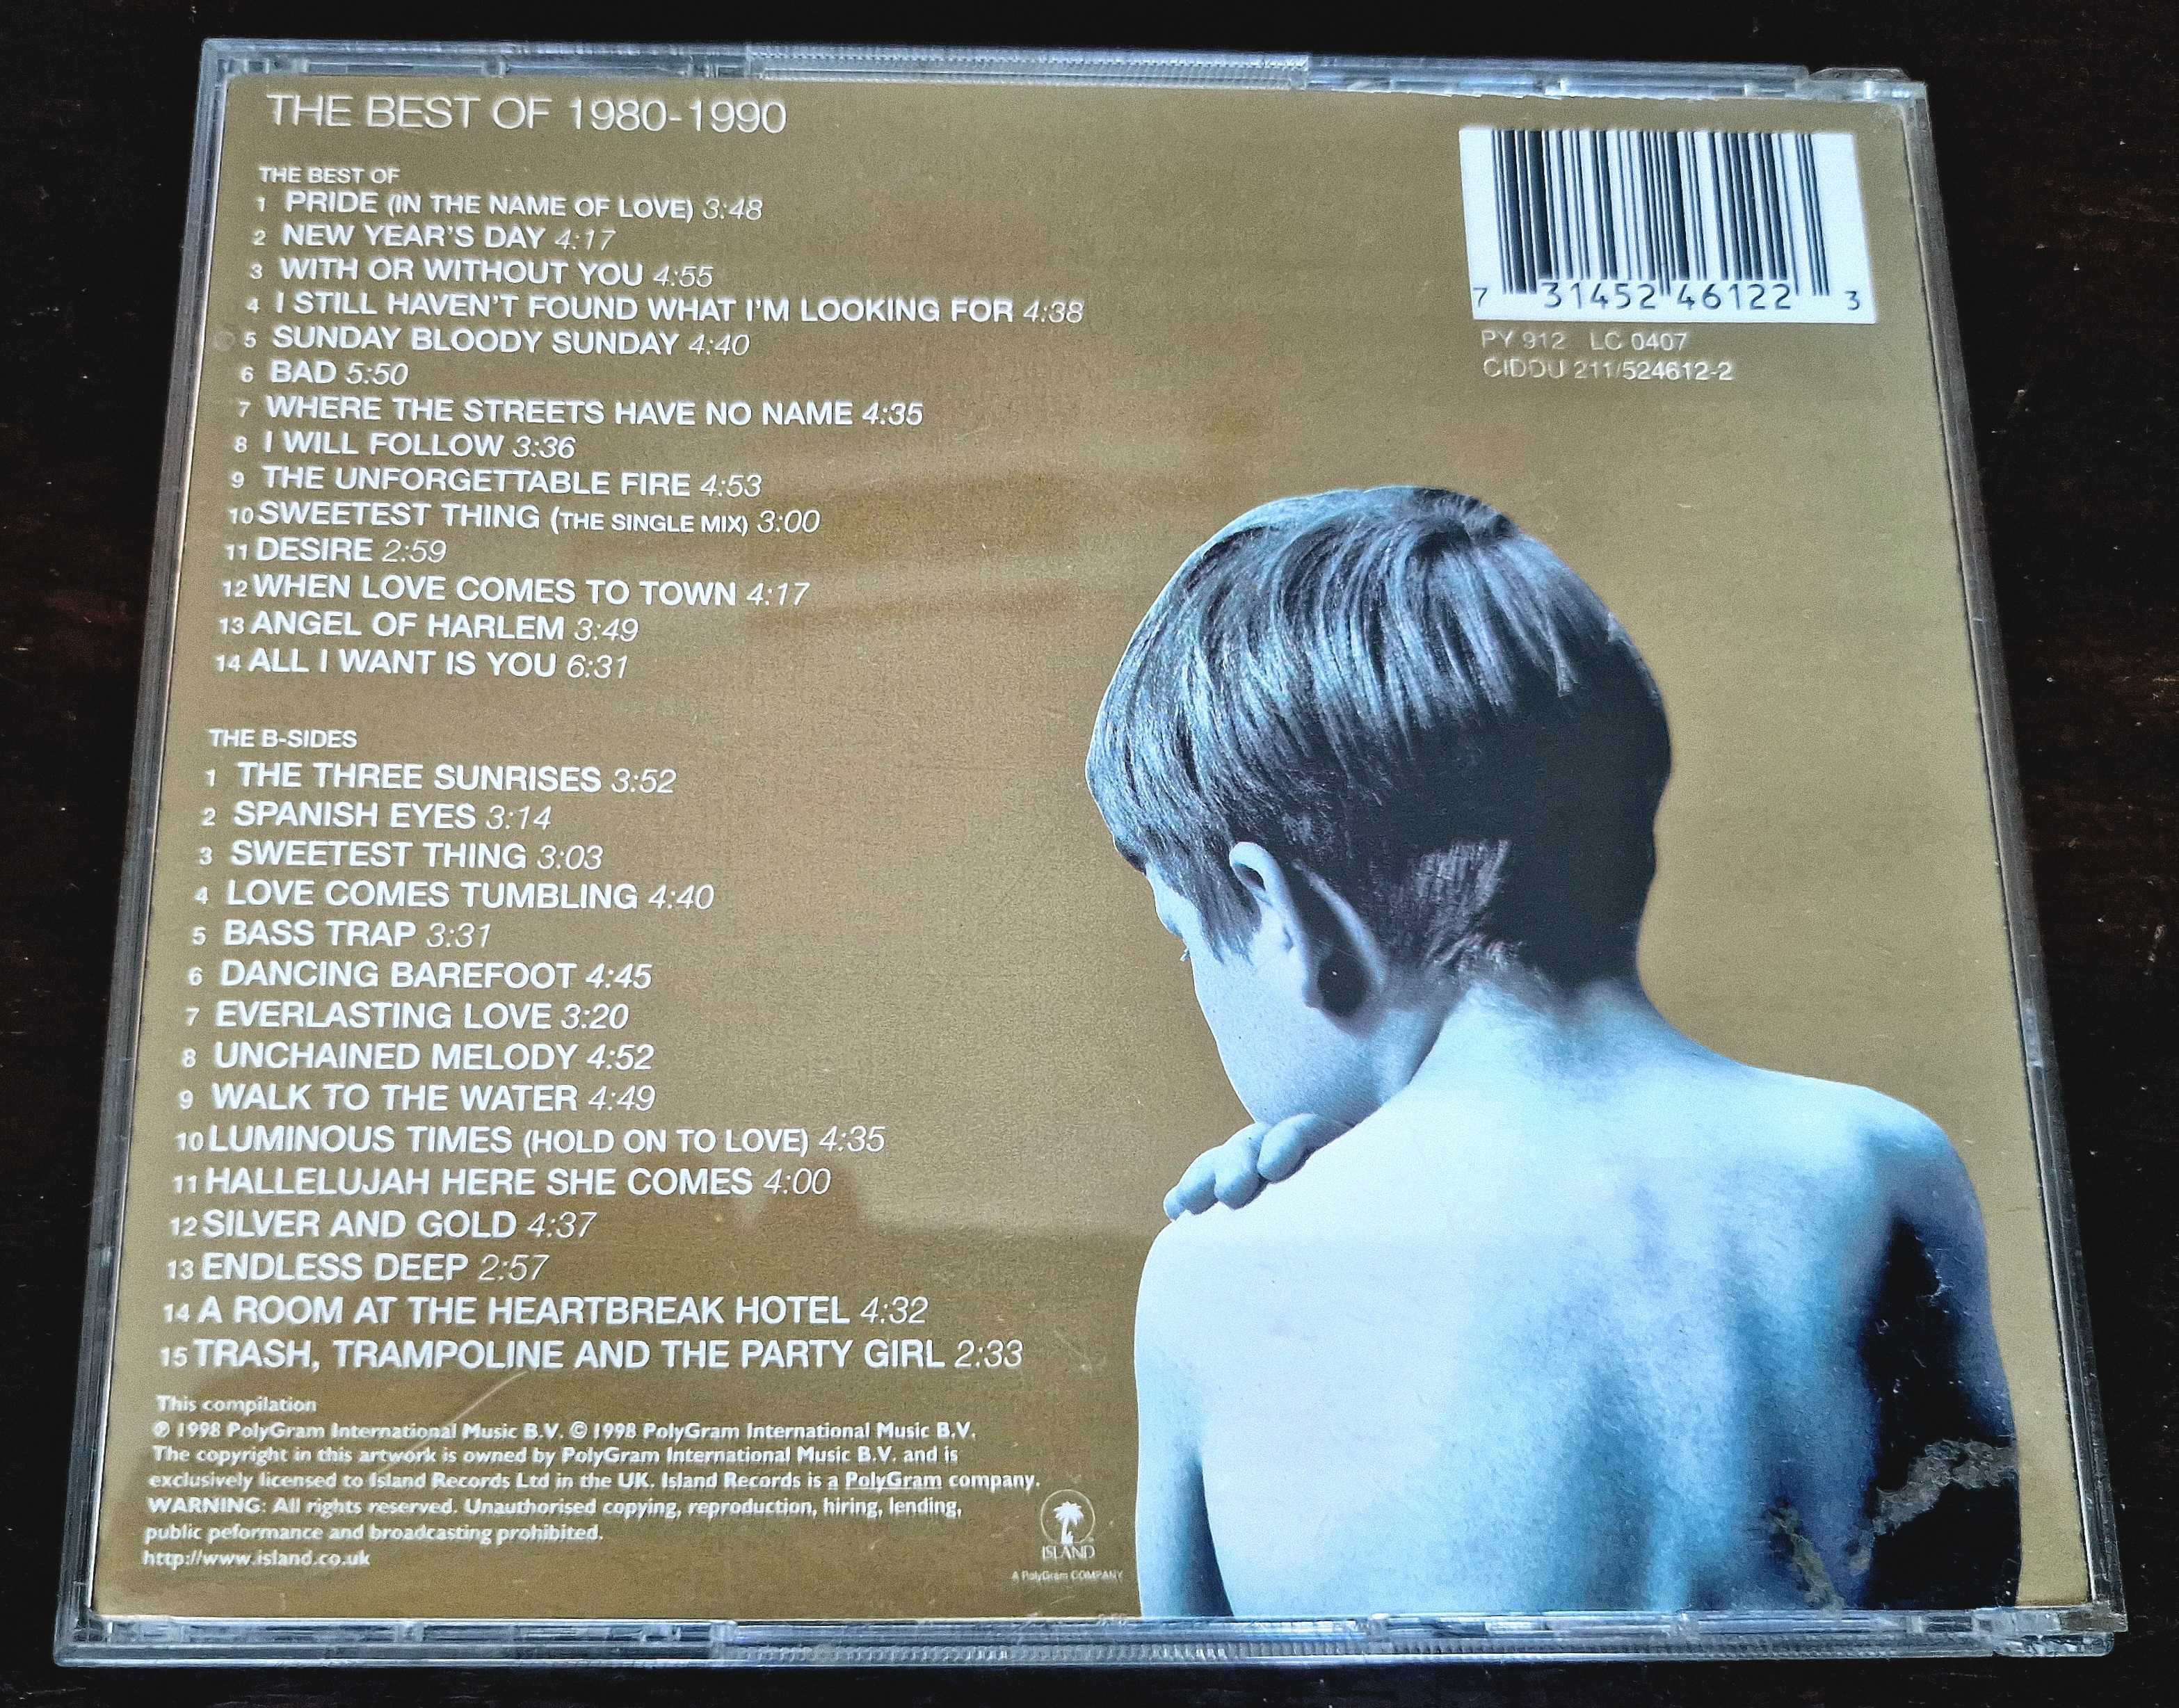 THE BEST OF 1980-1990
THE BEST OF
1 PRIDE (IN THE NAME OF LOVE) 3:48
2 NEW YEAR'S DAY 4:17
3 WITH OR WITHOUT YOU 4:55
4 I STILL HAVEN'T FOUND WHAT I'M LOOKING FOR 4:38
5 SUNDAY BLOODY SUNDAY 4:40
6 BAD 5:50
7 WHERE THE STREETS HAVE NO NAME 4:35
8 I WILL FOLLOW 3:36
9 THE UNFORGETTABLE FIRE 4:53
10 SWEETEST THING (THE SINGLE MIX) 3:00
11 DESIRE 2:59
12 WHEN LOVE COMES TO TOWN 4:17
13 ANGEL OF HARLEM 3:49
14 ALL I WANT IS YOU 6:31
THE B-SIDES
1 THE THREE SUNRISES 3:52
2 SPANISH EYES 3:14
3 SWEETEST THING 3:03
4 LOVE COMES TUMBLING 4:40
5 BASS TRAP 3:31
6 DANCING BAREFOOT 4:45
7 EVERLASTING LOVE 3:20
8 UNCHAINED MELODY 4:52
9 WALK TO THE WATER 4:49
10 LUMINOUS TIMES (HOLD ON TO LOVE) 4:35
11 HALLELUJAH HERE SHE COMES 4:00
12 SILVER AND GOLD 4:37
13 ENDLESS DEEP 2:57
14 A ROOM AT THE HEARTBREAK HOTEL 4:32
15 TRASH, TRAMPOLINE AND THE PARTY GIRL 2:33
This compilation
℗ 1998 PolyGram International Music B.V. © 1998 PolyGram International Music B.V.
The copyright in this artwork is owned by PolyGram International Music B.V. and is
exclusively licensed to Island Records Ltd in the UK. Island Records is a PolyGram company.
WARNING: All rights reserved. Unauthorised copying, reproduction, hiring, lending,
public peformance and broadcasting prohibited.
http://www.island.co.uk
ISLAND
A PolyGram COMPANY
7 31452 46122 3
PY 912 LC 0407
CIDDU 211/524612-2